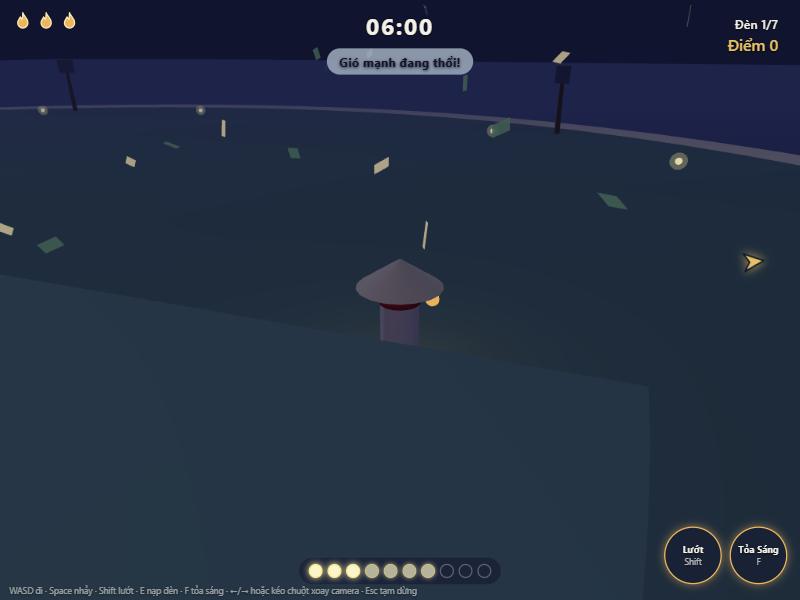 06:00
Đèn 1/7
Điểm 0
Gió mạnh đang thổi!
Lướt
Shift
Tỏa Sáng
F
WASD đi · Space nhảy · Shift lướt · E nạp đèn · F tỏa sáng · ←/→ hoặc kéo chuột xoay camera · Esc tạm dừng